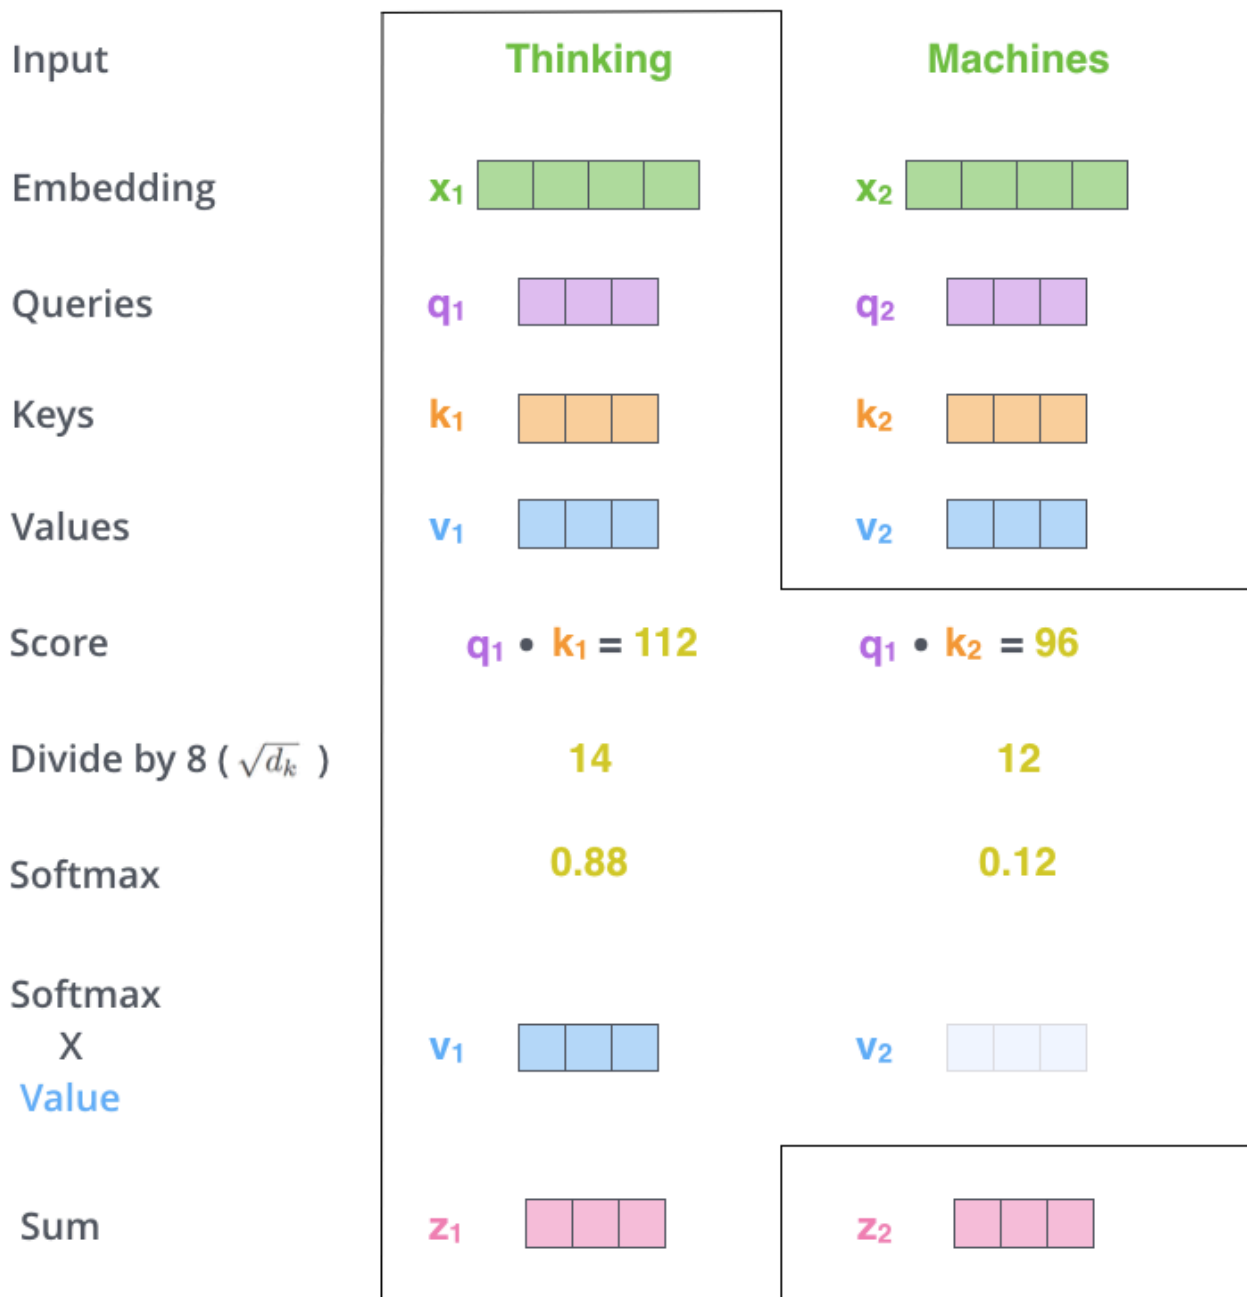 Input Thinking Machines
Embedding x₁ x₂
Queries q₁ q₂
Keys k₁ k₂
Values v₁ v₂
Score q₁ • k₁ = 112 q₁ • k₂ = 96
Divide by 8 ( √dₖ ) 14 12
Softmax 0.88 0.12
Softmax
X v₁ v₂
Value
Sum z₁ z₂